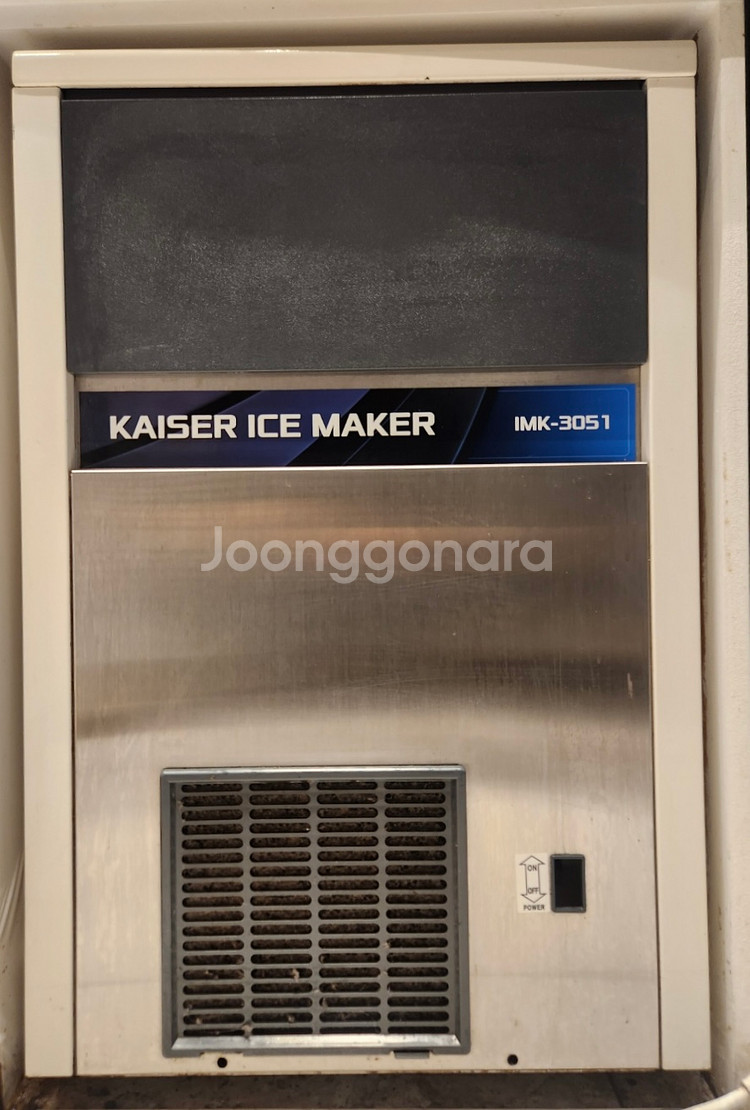 KAISER ICE MAKER IMK-3051
Joonggonara
ON
OFF
POWER